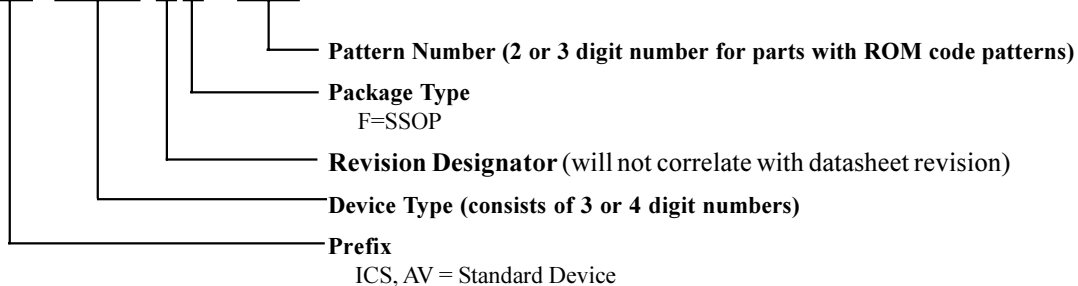 Pattern Number (2 or 3 digit number for parts with ROM code patterns)
Package Type
F=SSOP
Revision Designator (will not correlate with datasheet revision)
Device Type (consists of 3 or 4 digit numbers)
Prefix
ICS, AV = Standard Device